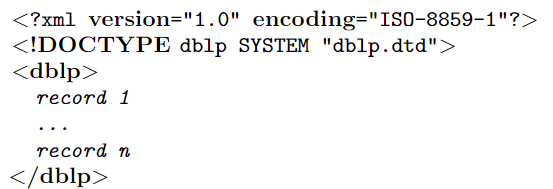 <?xml version="1.0" encoding="ISO-8859-1"?>
<!DOCTYPE dblp SYSTEM "dblp.dtd">
<dblp>
record 1
...
record n
</dblp>